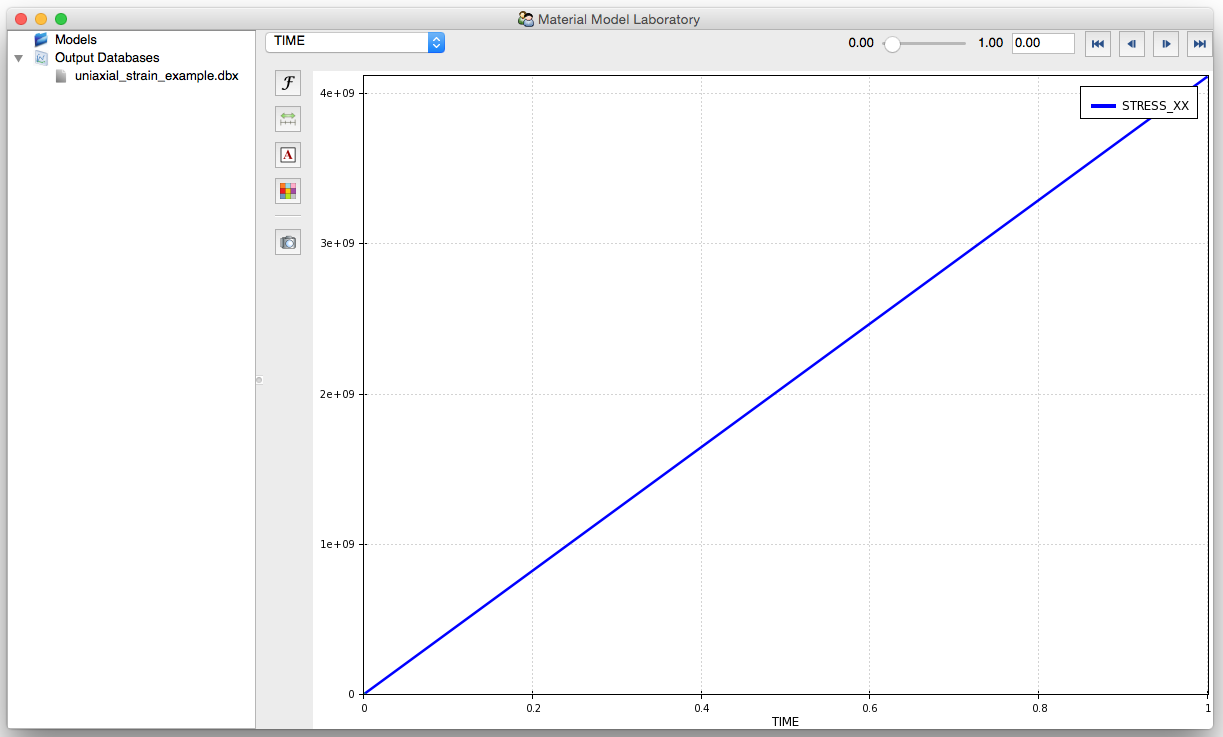 Material Model Laboratory
Models
Output Databases
uniaxial_strain_example.dbx
TIME
0.00
1.00
0.00
F
A
4e+09
3e+09
2e+09
1e+09
0
STRESS_XX
0
0.2
0.4
0.6
0.8
1
TIME